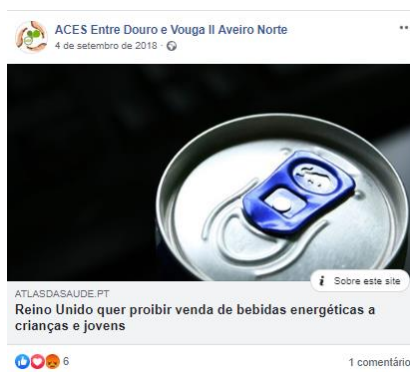 ACES Entre Douro e Vouga II Aveiro Norte
4 de setembro de 2018 ·
Sobre este site
ATLASDASAUDE.PT
Reino Unido quer proibir venda de bebidas energéticas a
crianças e jovens
6
1 comentário